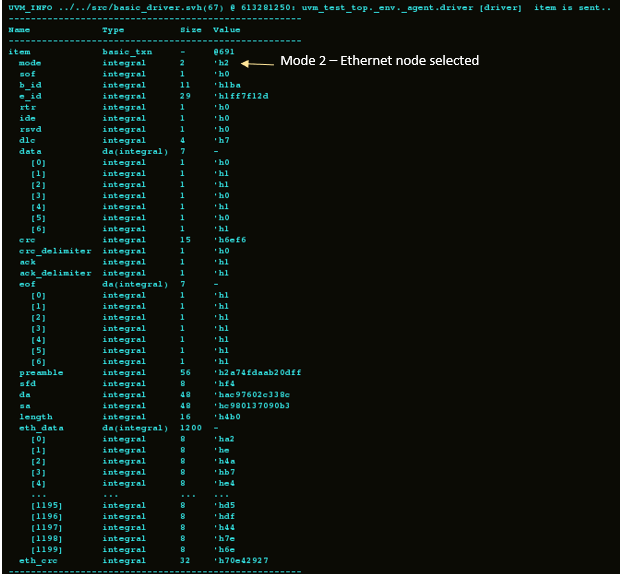 UVM_INFO ../../src/basic_driver.svh(67) @ 613281250: uvm_test_top._env._agent.driver [driver] item is sent..
----------------------------------------------------
Name Type Size Value
----------------------------------------------------
item basic_txn - @691
mode integral 2 'h2 Mode 2 – Ethernet node selected
sof integral 1 'h0
b_id integral 11 'h1ba
e_id integral 29 'h1ff7f12d
rtr integral 1 'h0
ide integral 1 'h0
rsvd integral 1 'h0
dlc integral 4 'h7
data da(integral) 7 -
[0] integral 1 'h0
[1] integral 1 'h1
[2] integral 1 'h1
[3] integral 1 'h0
[4] integral 1 'h1
[5] integral 1 'h0
[6] integral 1 'h1
crc integral 15 'h6ef6
crc_delimiter integral 1 'h0
ack integral 1 'h1
ack_delimiter integral 1 'h1
eof da(integral) 7 -
[0] integral 1 'h1
[1] integral 1 'h1
[2] integral 1 'h1
[3] integral 1 'h1
[4] integral 1 'h1
[5] integral 1 'h1
[6] integral 1 'h1
preamble integral 56 'h2a74fdaab20dff
sfd integral 8 'hf4
da integral 48 'hac97602c338c
sa integral 48 'hc980137090b3
length integral 16 'h4b0
eth_data da(integral) 1200 -
[0] integral 8 'ha2
[1] integral 8 'he
[2] integral 8 'h4a
[3] integral 8 'hb7
[4] integral 8 'he4
... ... ... ...
[1195] integral 8 'hd5
[1196] integral 8 'hdf
[1197] integral 8 'h44
[1198] integral 8 'h7e
[1199] integral 8 'h6e
eth_crc integral 32 'h70e42927
----------------------------------------------------